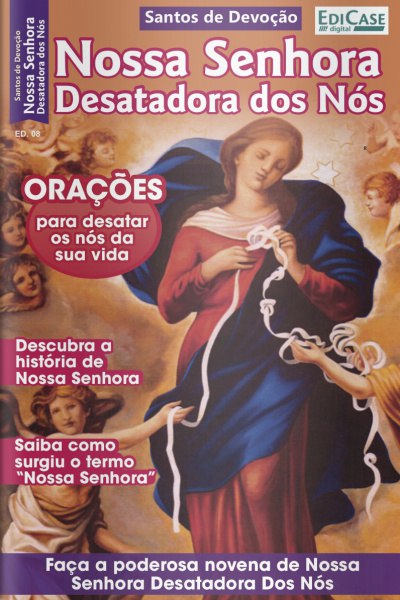 Santos de Devoção
EDICASE
digital
Santos de Devoção
Nossa Senhora
Desatadora dos Nós
Nossa Senhora
Desatadora dos Nós
ED. 08
ORAÇÕES
para desatar
os nós da
sua vida
Descubra a
história de
Nossa Senhora
Saiba como
surgiu o termo
“Nossa Senhora”
Faça a poderosa novena de Nossa
Senhora Desatadora Dos Nós